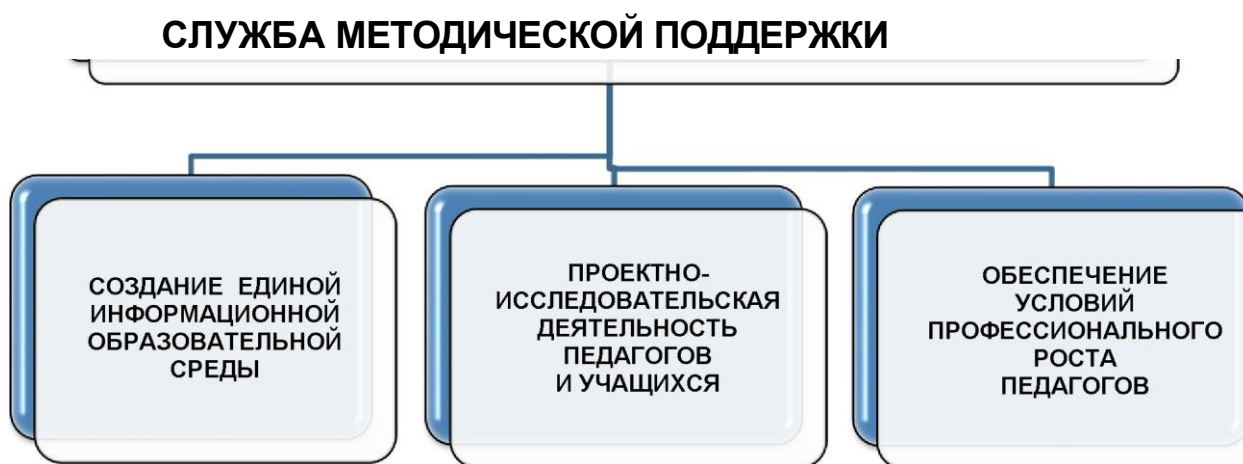 СЛУЖБА МЕТОДИЧЕСКОЙ ПОДДЕРЖКИ
СОЗДАНИЕ ЕДИНОЙ
ИНФОРМАЦИОННОЙ
ОБРАЗОВАТЕЛЬНОЙ
СРЕДЫ
ПРОЕКТНО-
ИССЛЕДОВАТЕЛЬСКАЯ
ДЕЯТЕЛЬНОСТЬ
ПЕДАГОГОВ
И УЧАЩИХСЯ
ОБЕСПЕЧЕНИЕ
УСЛОВИЙ
ПРОФЕССИОНАЛЬНОГО
РОСТА
ПЕДАГОГОВ